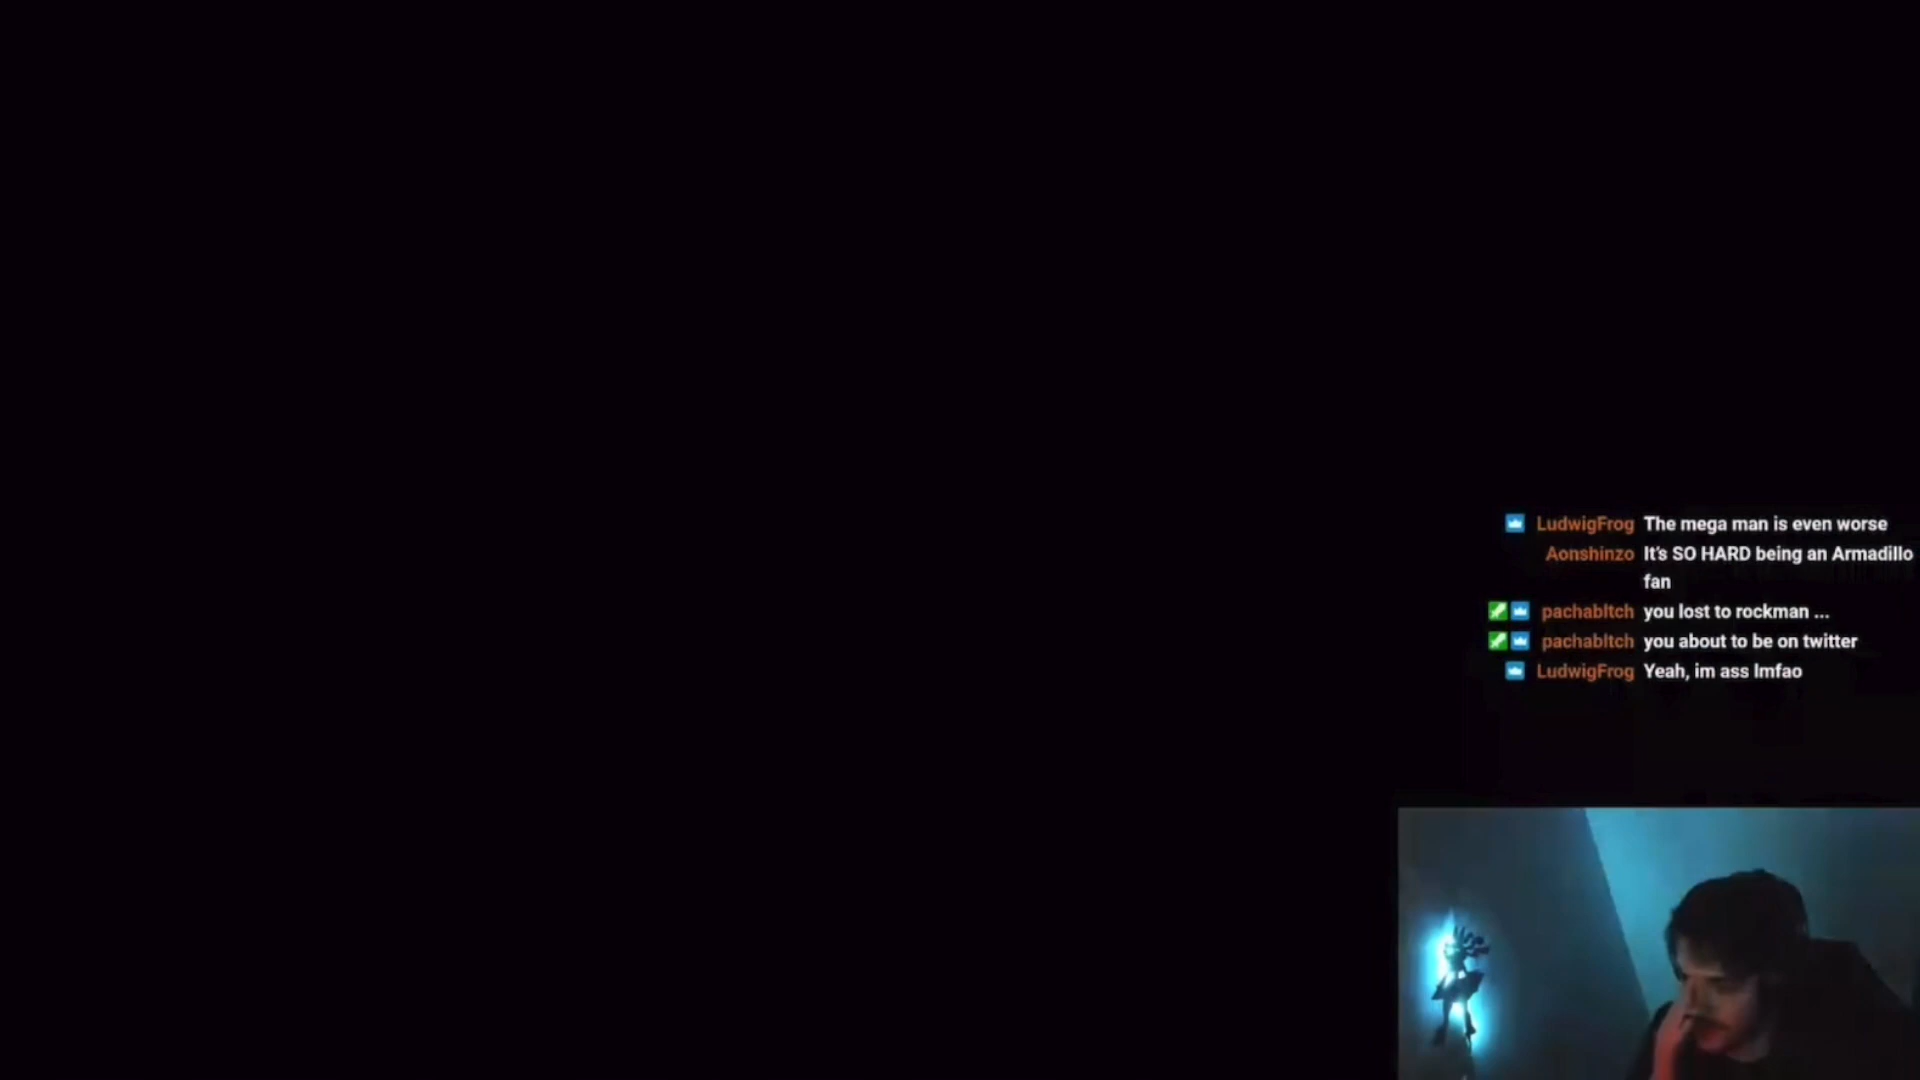 LudwigFrog The mega man is even worse
Aonshinzo It's SO HARD being an Armadillo
fan
pachabltch you lost to rockman ...
pachabltch you about to be on twitter
LudwigFrog Yeah, im ass lmfao